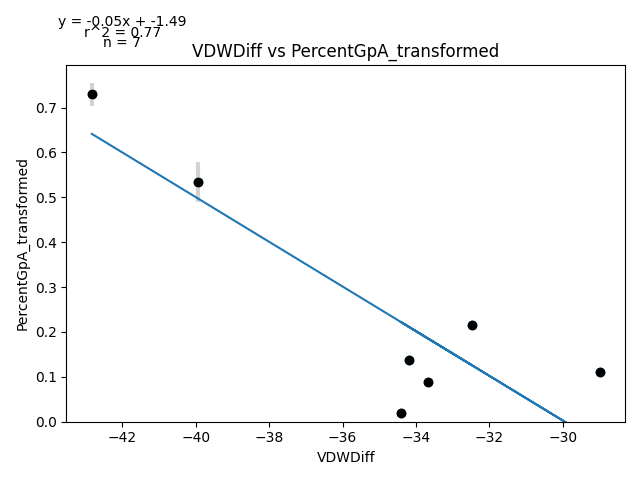 y = -0.05x + -1.49
r^2 = 0.77
n = 7
VDWDiff vs PercentGpA_transformed
PercentGpA_transformed
0.7
0.6
0.5
0.4
0.3
0.2
0.1
0.0
−42
−40
−38
−36
−34
−32
−30
VDWDiff